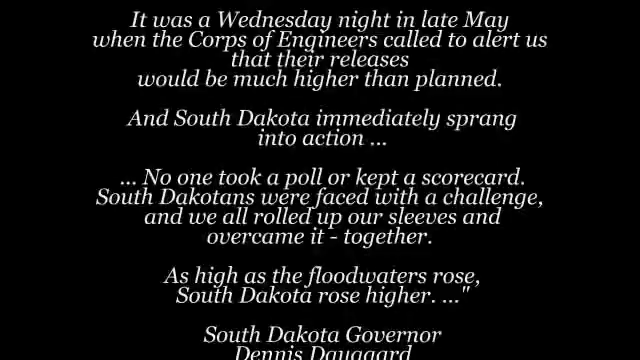 It was a Wednesday night in late May
when the Corps of Engineers called to alert us
that their releases
would be much higher than planned.
And South Dakota immediately sprang
into action ...
... No one took a poll or kept a scorecard.
South Dakotans were faced with a challenge,
and we all rolled up our sleeves and
overcame it - together.
As high as the floodwaters rose,
South Dakota rose higher. ..."
South Dakota Governor
Dennis Daugaard